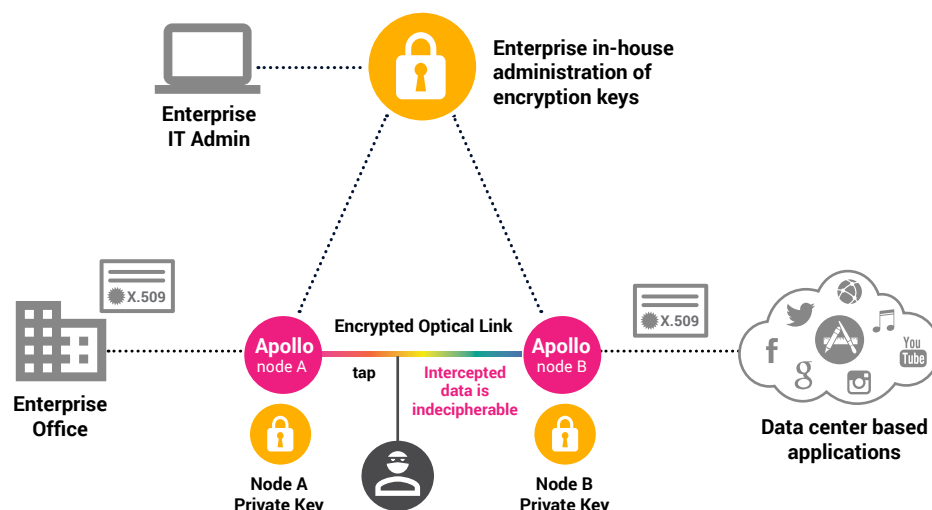 Enterprise in-house
administration of
encryption keys
Enterprise
IT Admin
X.509
X.509
Encrypted Optical Link
Apollo
node A
Apollo
node B
tap
Intercepted
data is
indecipherable
f
g
You
Tube
Enterprise
Office
Data center based
applications
Node A
Private Key
Node B
Private Key